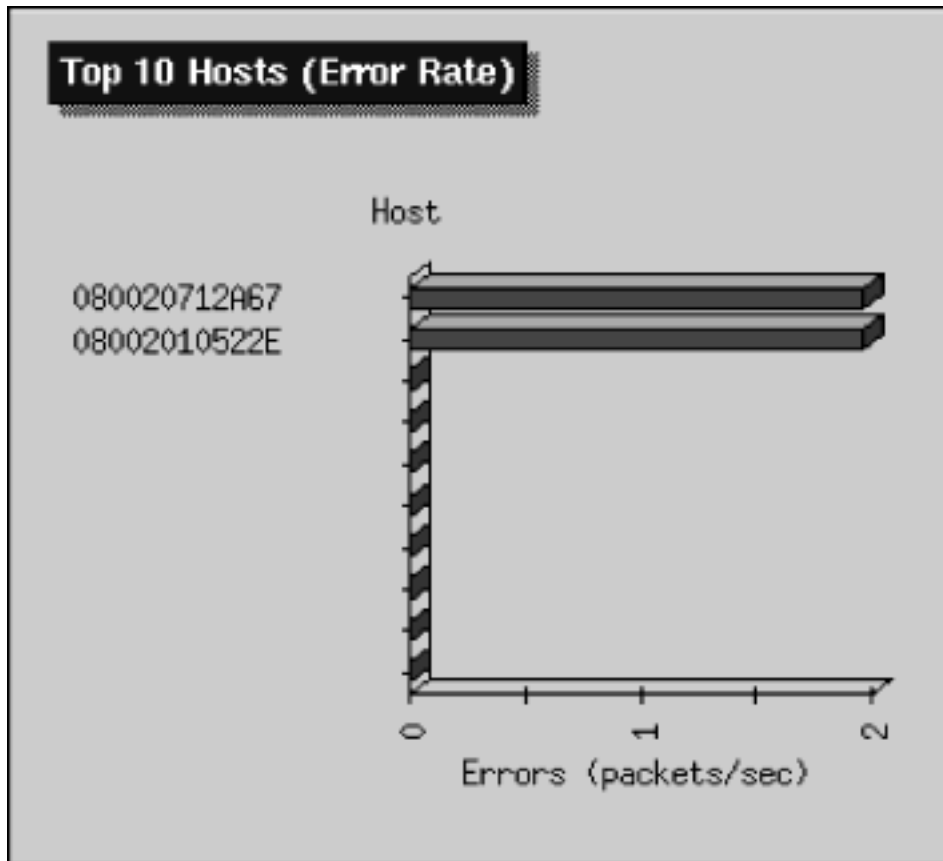 Top 10 Hosts (Error Rate)
Host
080020712A67
08002010522E
0 1 2
Errors (packets/sec)